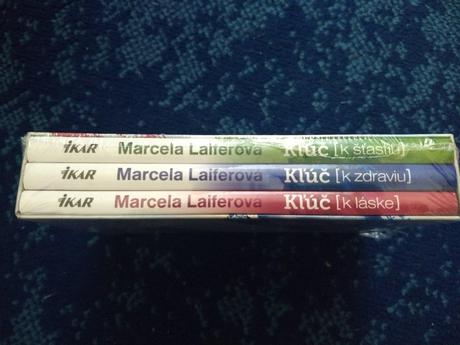 iKAR Marcela Laiferová Kľúč [k šťastiu]
iKAR Marcela Laiferová Kľúč [k zdraviu]
iKAR Marcela Laiferová Kľúč [k láske]